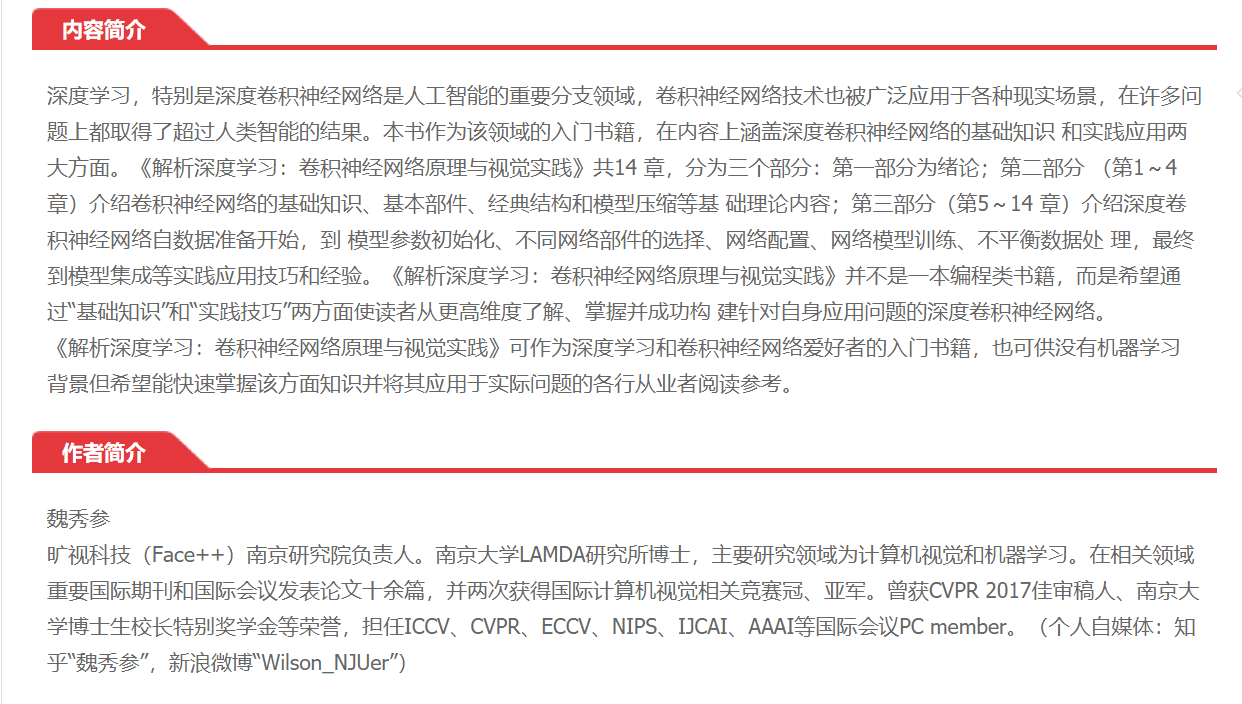 内容简介
深度学习，特别是深度卷积神经网络是人工智能的重要分支领域，卷积神经网络技术也被广泛应用于各种现实场景，在许多问
题上都取得了超过人类智能的结果。本书作为该领域的入门书籍，在内容上涵盖深度卷积神经网络的基础知识 和实践应用两
大方面。《解析深度学习：卷积神经网络原理与视觉实践》共14 章，分为三个部分：第一部分为绪论；第二部分 （第1～4
章）介绍卷积神经网络的基础知识、基本部件、经典结构和模型压缩等基 础理论内容；第三部分（第5～14 章）介绍深度卷
积神经网络自数据准备开始，到 模型参数初始化、不同网络部件的选择、网络配置、网络模型训练、不平衡数据处 理，最终
到模型集成等实践应用技巧和经验。《解析深度学习：卷积神经网络原理与视觉实践》并不是一本编程类书籍，而是希望通
过“基础知识”和“实践技巧”两方面使读者从更高维度了解、掌握并成功构 建针对自身应用问题的深度卷积神经网络。
《解析深度学习：卷积神经网络原理与视觉实践》可作为深度学习和卷积神经网络爱好者的入门书籍，也可供没有机器学习
背景但希望能快速掌握该方面知识并将其应用于实际问题的各行从业者阅读参考。
作者简介
魏秀参
旷视科技（Face++）南京研究院负责人。南京大学LAMDA研究所博士，主要研究领域为计算机视觉和机器学习。在相关领域
重要国际期刊和国际会议发表论文十余篇，并两次获得国际计算机视觉相关竞赛冠、亚军。曾获CVPR 2017佳审稿人、南京大
学博士生校长特别奖学金等荣誉，担任ICCV、CVPR、ECCV、NIPS、IJCAI、AAAI等国际会议PC member。（个人自媒体：知
乎“魏秀参”，新浪微博“Wilson_NJUer”）